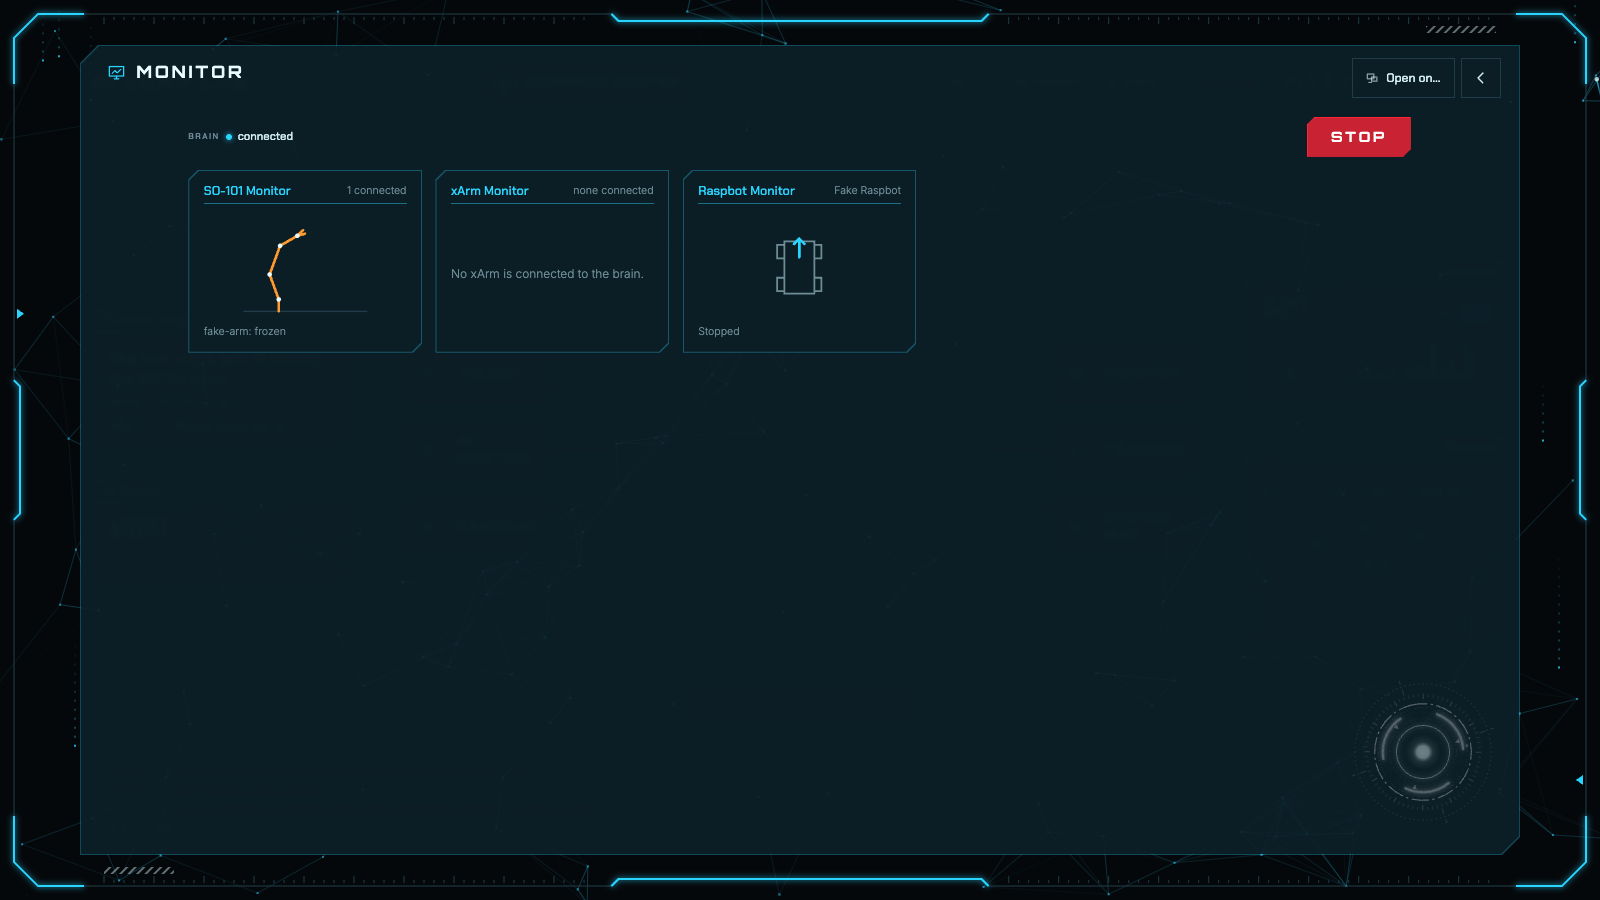 MONITOR
Open on...
BRAIN connected
STOP
SO-101 Monitor 1 connected
fake-arm: frozen
xArm Monitor none connected
No xArm is connected to the brain.
Raspbot Monitor Fake Raspbot
Stopped